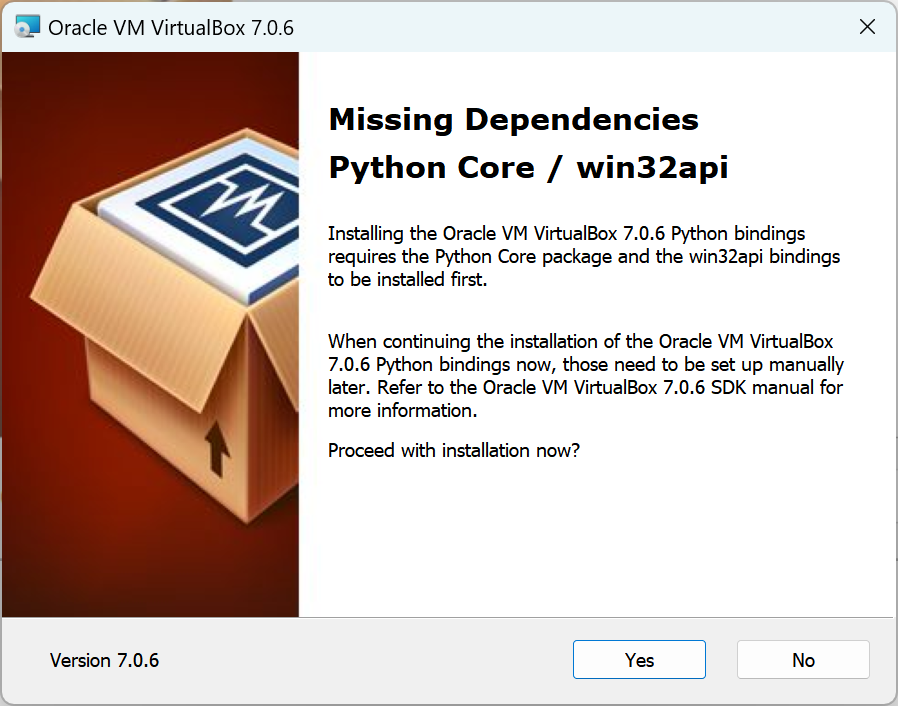 Oracle VM VirtualBox 7.0.6
Missing Dependencies
Python Core / win32api
Installing the Oracle VM VirtualBox 7.0.6 Python bindings
requires the Python Core package and the win32api bindings
to be installed first.
When continuing the installation of the Oracle VM VirtualBox
7.0.6 Python bindings now, those need to be set up manually
later. Refer to the Oracle VM VirtualBox 7.0.6 SDK manual for
more information.
Proceed with installation now?
Version 7.0.6
Yes
No